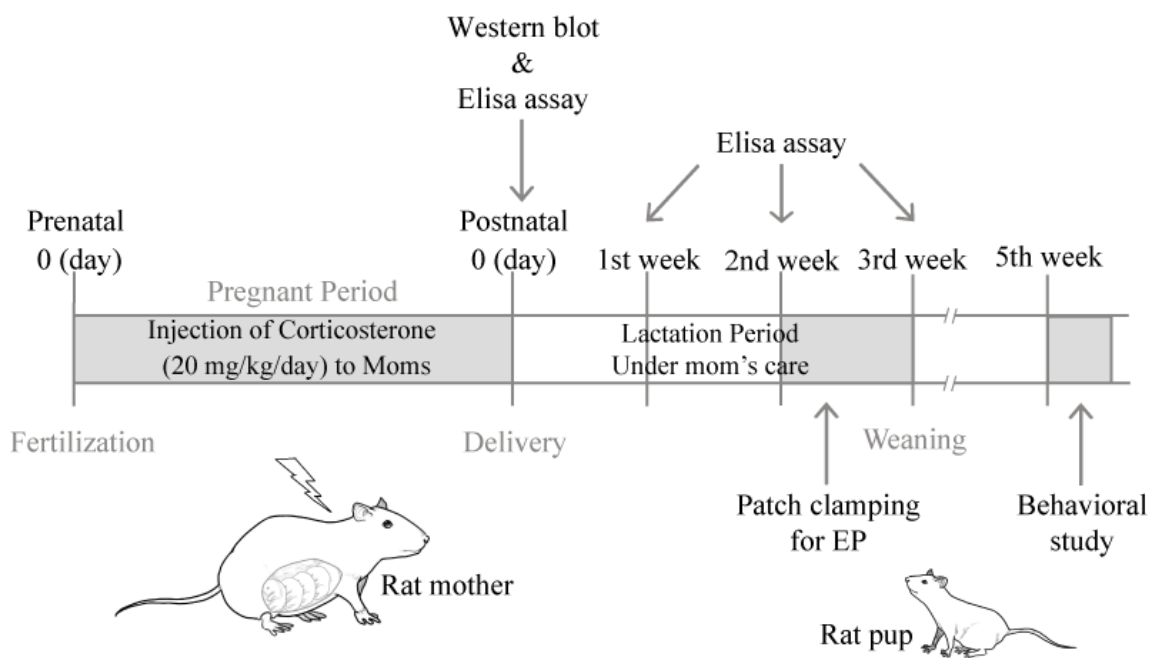 Western blot
&
Elisa assay
Elisa assay
Prenatal
0 (day)
Postnatal
0 (day)
1st week
2nd week
3rd week
5th week
Pregnant Period
Injection of Corticosterone
(20 mg/kg/day) to Moms
Lactation Period
Under mom's care
Fertilization
Delivery
Weaning
Patch clamping
for EP
Behavioral
study
Rat mother
Rat pup